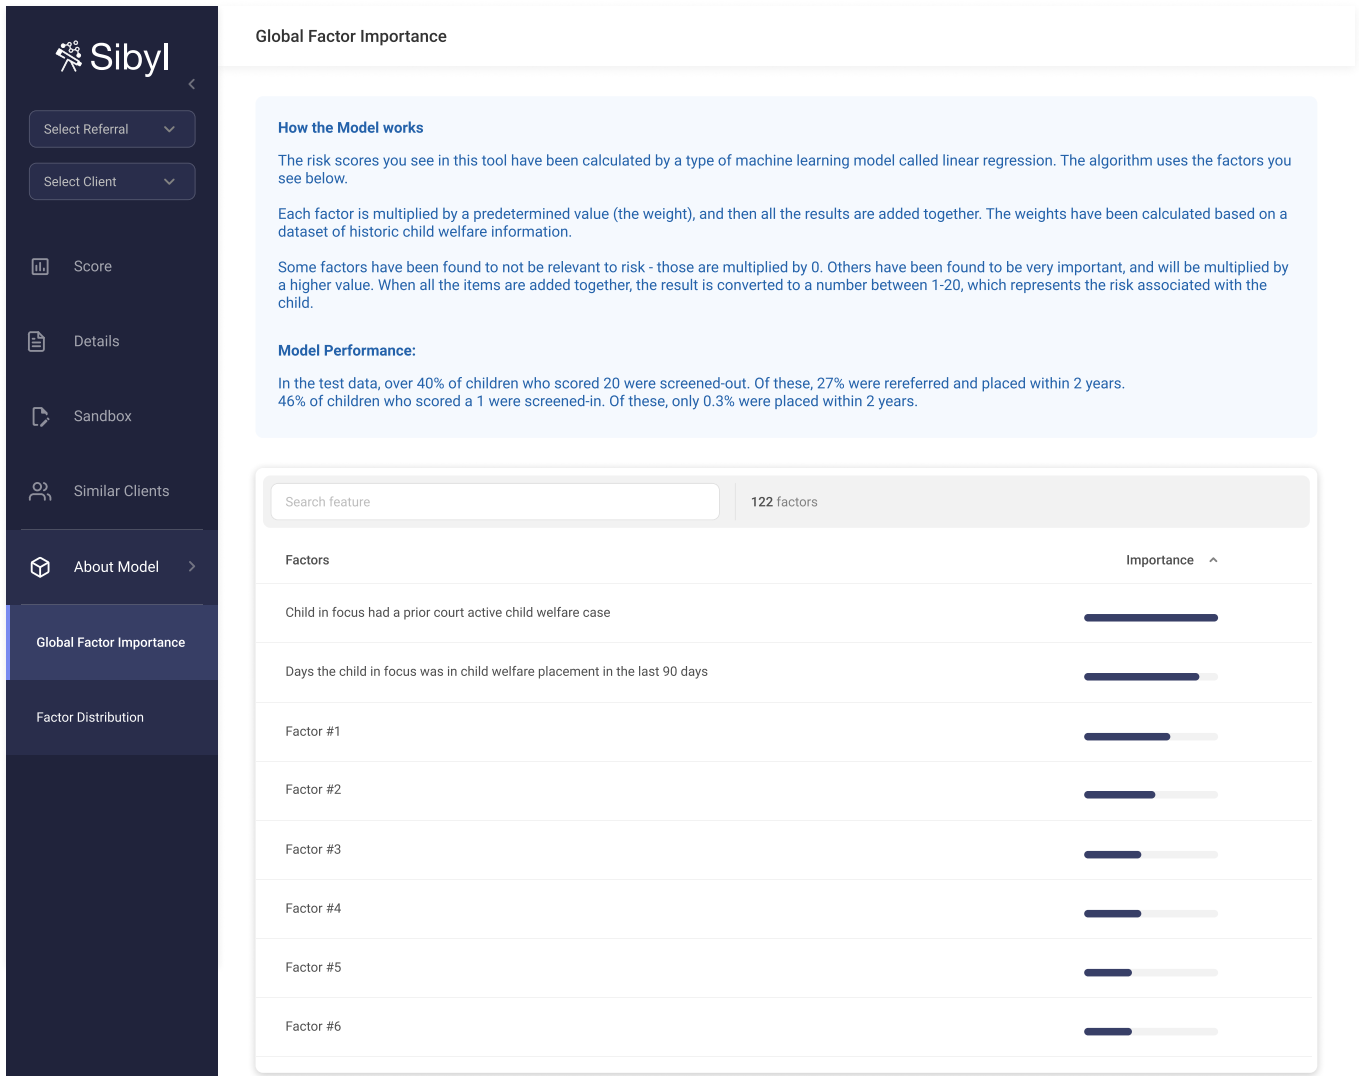 Sibyl
Select Referral
Select Client
Score
Details
Sandbox
Similar Clients
About Model
Global Factor Importance
Factor Distribution
Global Factor Importance
How the Model works
The risk scores you see in this tool have been calculated by a type of machine learning model called linear regression. The algorithm uses the factors you
see below.
Each factor is multiplied by a predetermined value (the weight), and then all the results are added together. The weights have been calculated based on a
dataset of historic child welfare information.
Some factors have been found to not be relevant to risk - those are multiplied by 0. Others have been found to be very important, and will be multiplied by
a higher value. When all the items are added together, the result is converted to a number between 1-20, which represents the risk associated with the
child.
Model Performance:
In the test data, over 40% of children who scored 20 were screened-out. Of these, 27% were rereferred and placed within 2 years.
46% of children who scored a 1 were screened-in. Of these, only 0.3% were placed within 2 years.
Search feature
122 factors
Factors Importance
Child in focus had a prior court active child welfare case
Days the child in focus was in child welfare placement in the last 90 days
Factor #1
Factor #2
Factor #3
Factor #4
Factor #5
Factor #6